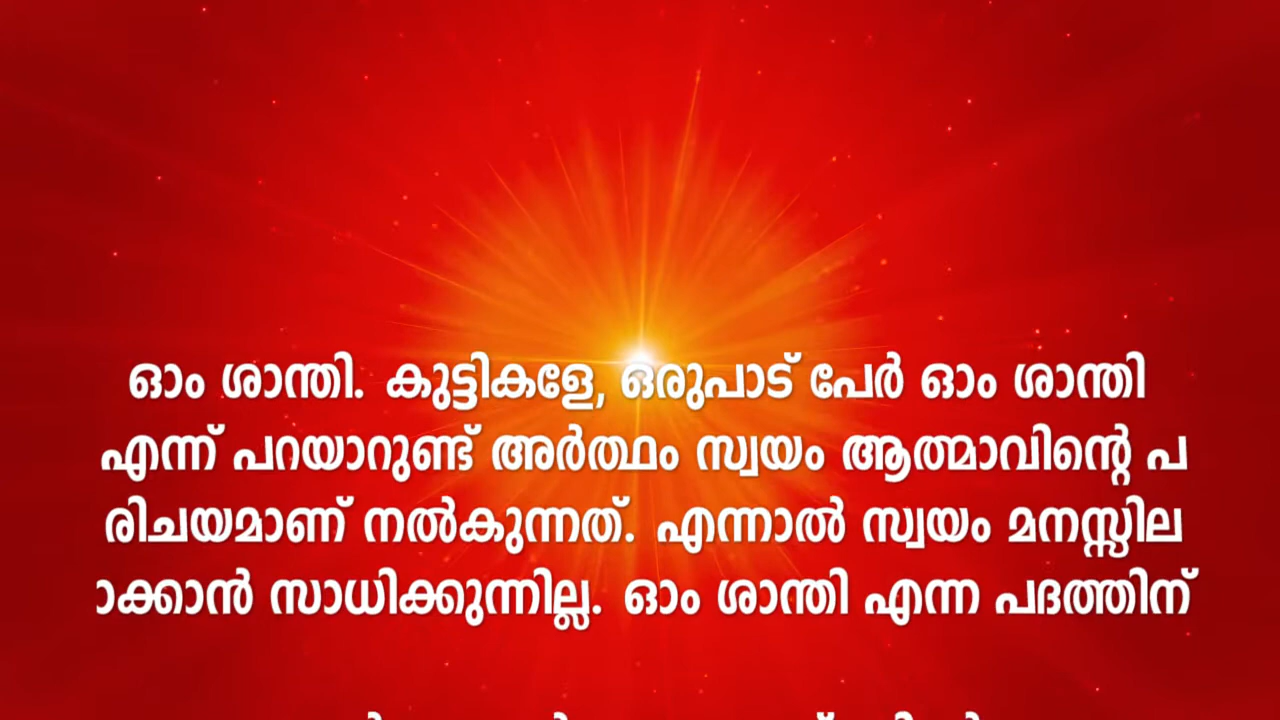 ഓം ശാന്തി. കുട്ടികളേ, ഒരുപാട് പേർ ഓം ശാന്തി
എന്ന് പറയാറുണ്ട് അർത്ഥം സ്വയം ആത്മാവിന്റെ പ
രിചയമാണ് നൽകുന്നത്. എന്നാൽ സ്വയം മനസ്സില
ാക്കാൻ സാധിക്കുന്നില്ല. ഓം ശാന്തി എന്ന പദത്തിന്